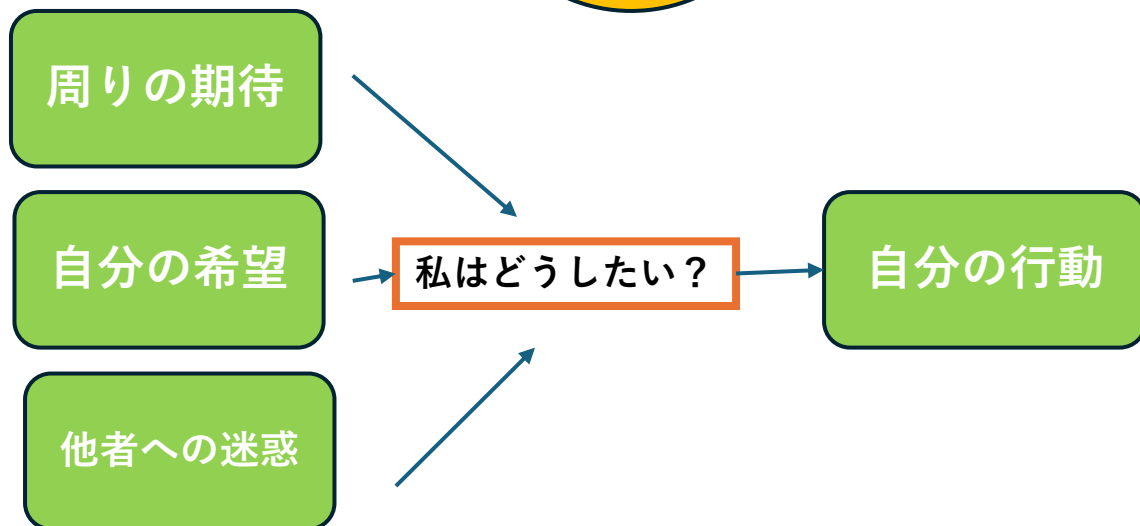 周りの期待
自分の希望
私はどうしたい？
自分の行動
他者への迷惑